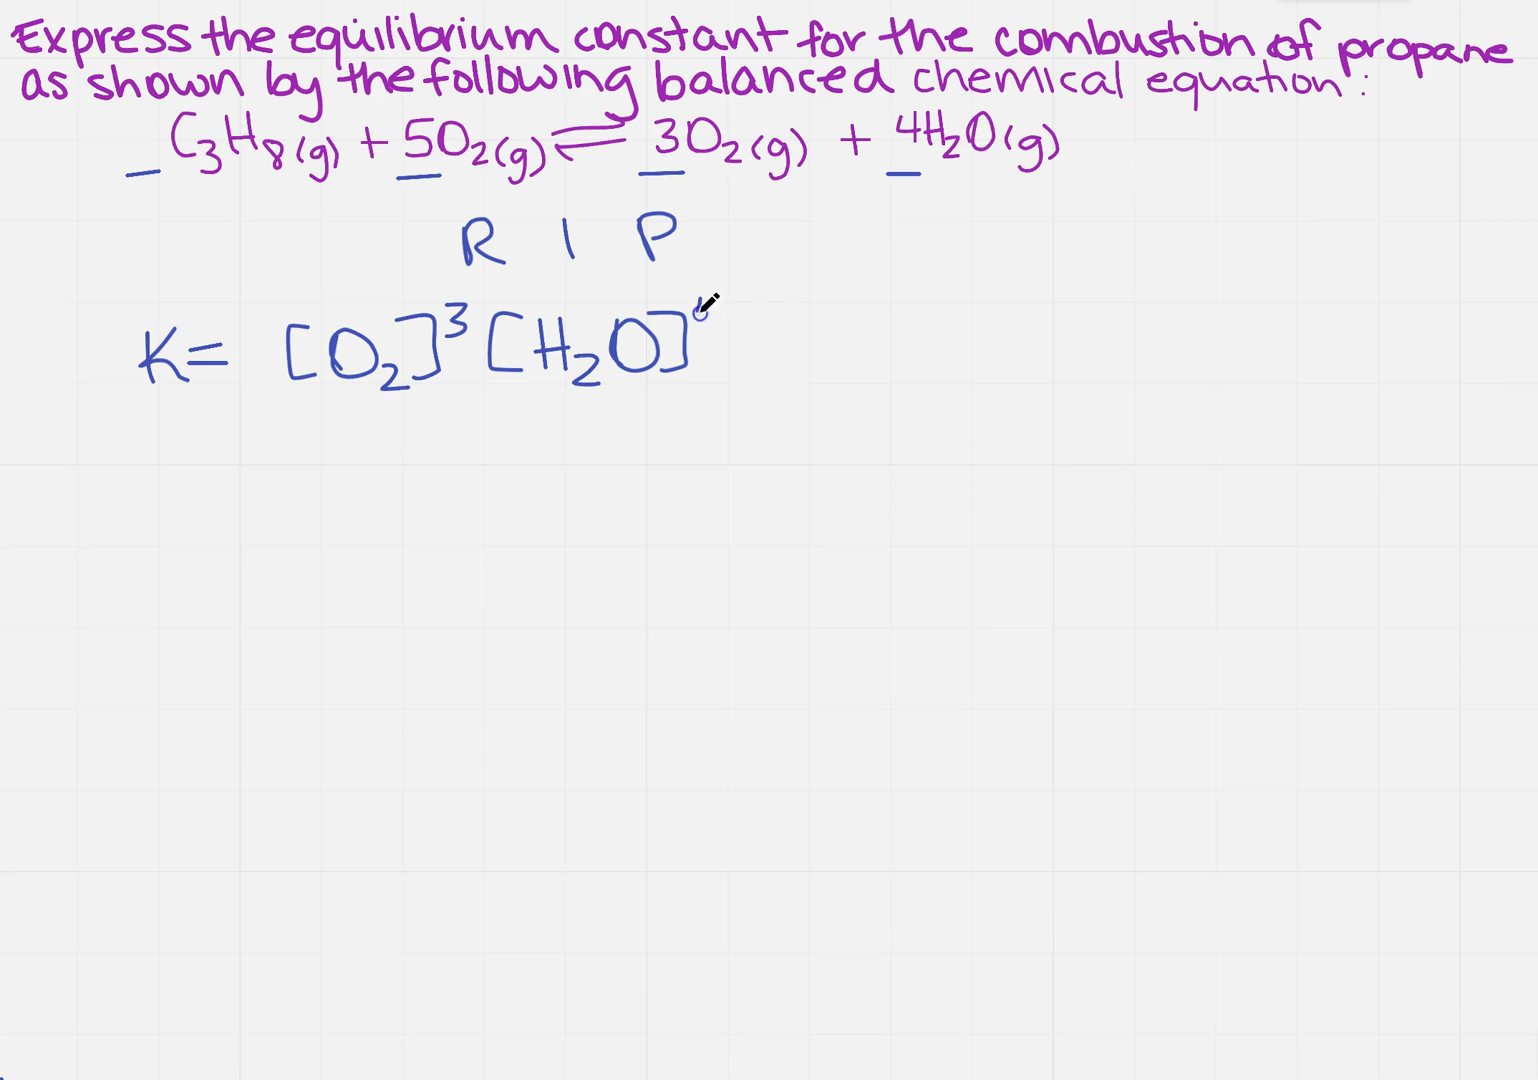 Express the equilibrium constant for the combustion of propane
as shown by the following balanced chemical equation:
C₃H₈(g) + 5O₂(g) ⇌ 3O₂(g) + 4H₂O(g)
R | P
K= [O₂]³ [H₂O]